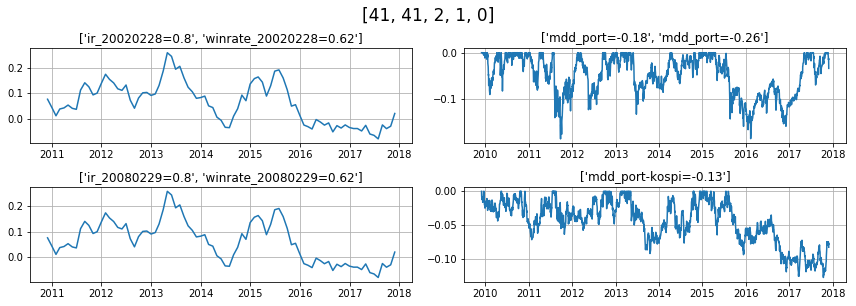 [41, 41, 2, 1, 0]
['ir_20020228=0.8', 'winrate_20020228=0.62']
0.2
0.1
0.0
2011 2012 2013 2014 2015 2016 2017 2018
['mdd_port=-0.18', 'mdd_port=-0.26']
0.0
−0.1
2010 2011 2012 2013 2014 2015 2016 2017 2018
['ir_20080229=0.8', 'winrate_20080229=0.62']
0.2
0.1
0.0
2011 2012 2013 2014 2015 2016 2017 2018
['mdd_port-kospi=-0.13']
0.00
−0.05
−0.10
2010 2011 2012 2013 2014 2015 2016 2017 2018